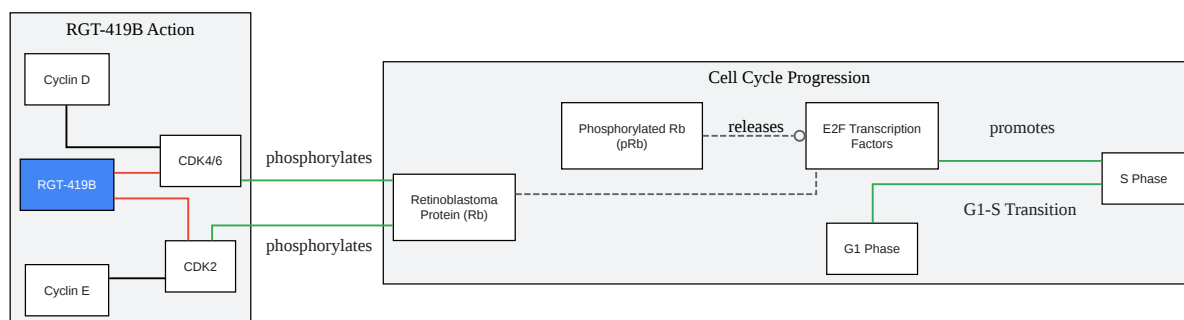 RGT-419B Action
Cyclin D
CDK4/6
RGT-419B
CDK2
Cyclin E
phosphorylates
phosphorylates
Cell Cycle Progression
Phosphorylated Rb
(pRb)
releases
E2F Transcription
Factors
promotes
Retinoblastoma
Protein (Rb)
S Phase
G1-S Transition
G1 Phase